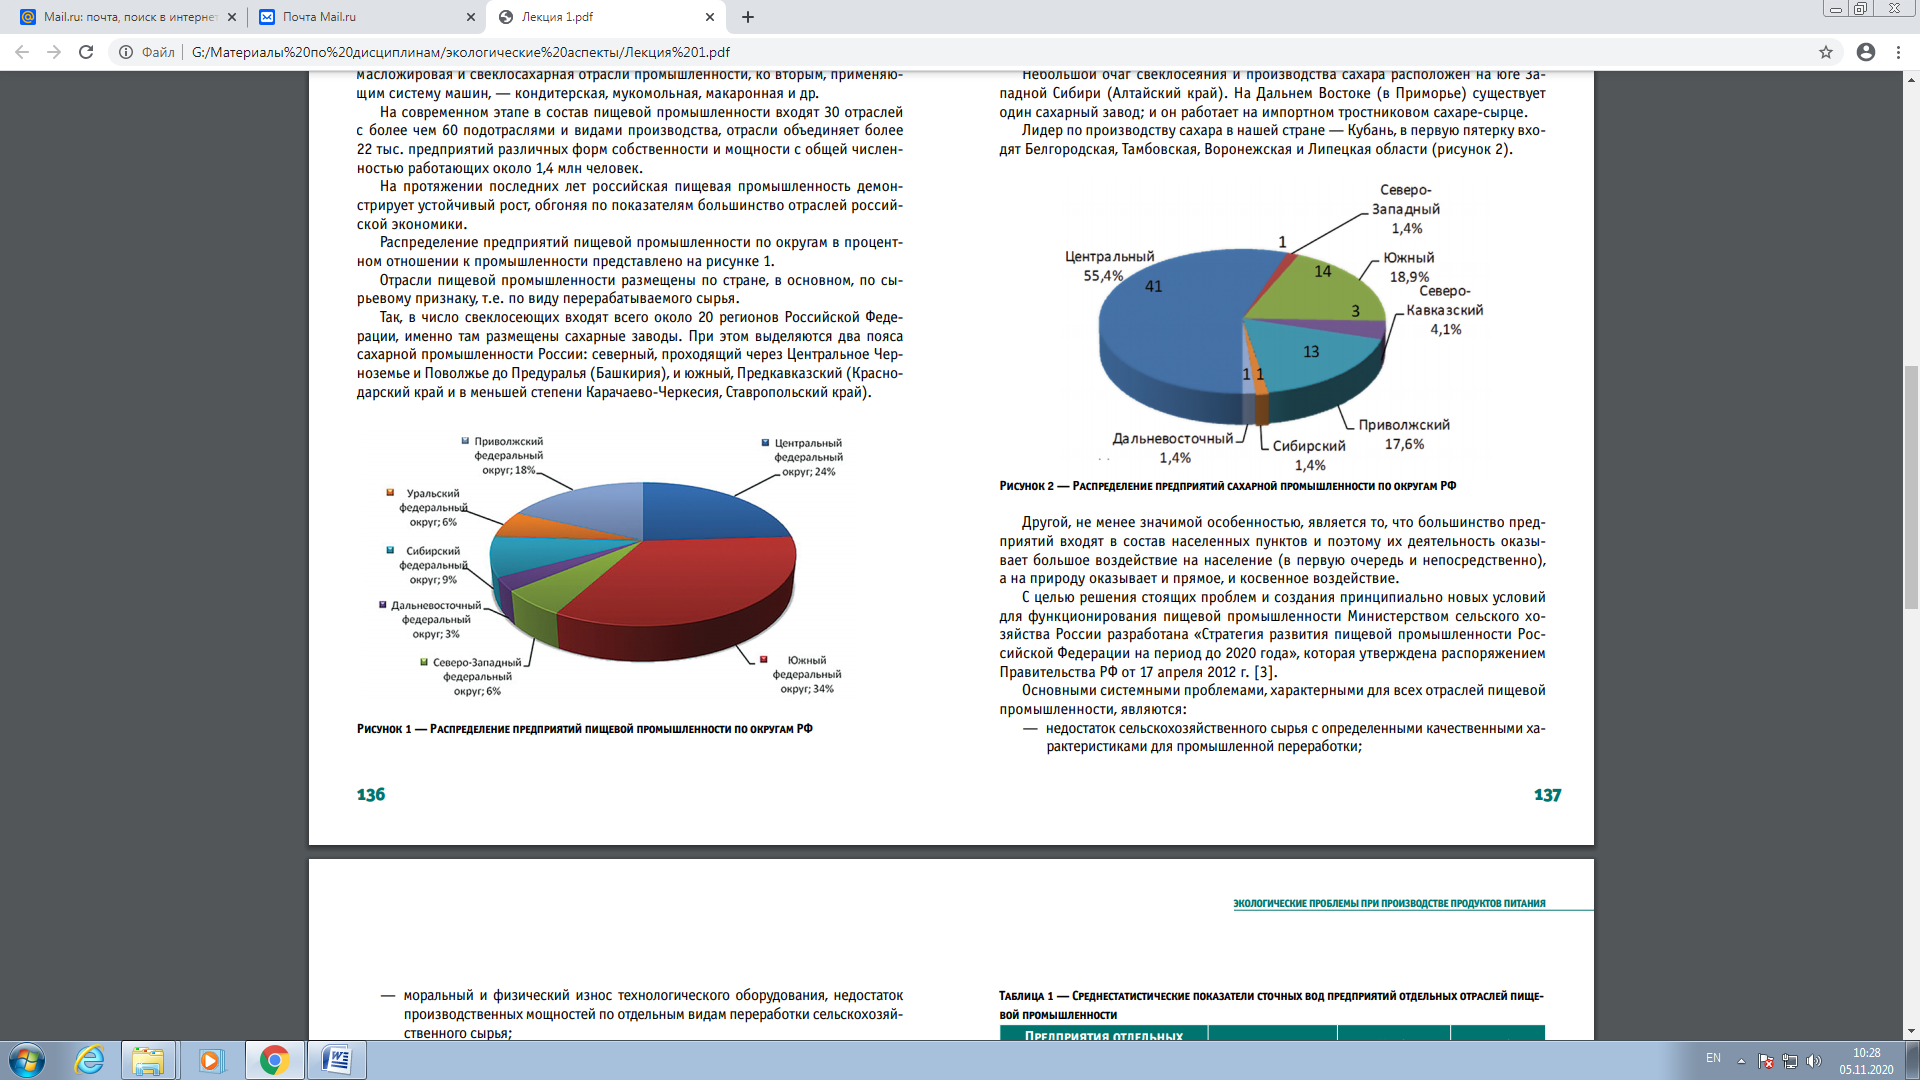 Mail.ru: почта, поиск в интернет
Почта Mail.ru
Лекция 1.pdf
Файл
G:/Материалы%20по%20дисциплинам/экологические%20аспекты/Лекция%201.pdf
масложировая и свеклосахарная отрасли промышленности, ко вторым, применяю-
щим систему машин, — кондитерская, мукомольная, макаронная и др.
На современном этапе в состав пищевой промышленности входят 30 отраслей
с более чем 60 подотраслями и видами производства, отрасли объединяет более
22 тыс. предприятий различных форм собственности и мощности с общей числен-
ностью работающих около 1,4 млн человек.
На протяжении последних лет российская пищевая промышленность демон-
стрирует устойчивый рост, обгоняя по показателям большинство отраслей россий-
ской экономики.
Распределение предприятий пищевой промышленности по округам в процент-
ном отношении к промышленности представлено на рисунке 1.
Отрасли пищевой промышленности размещены по стране, в основном, по сы-
рьевому признаку, т.е. по виду перерабатываемого сырья.
Так, в число свеклосеющих входят всего около 20 регионов Российской Феде-
рации, именно там размещены сахарные заводы. При этом выделяются два пояса
сахарной промышленности России: северный, проходящий через Центральное Чер-
ноземье и Поволжье до Предуралья (Башкирия), и южный, Предкавказский (Красно-
дарский край и в меньшей степени Карачаево-Черкесия, Ставропольский край).
Приволжский
федеральный
округ; 18%
Центральный
федеральный
округ; 24%
Уральский
федеральный
округ; 6%
Сибирский
федеральный
округ; 9%
Дальневосточный
федеральный
округ; 3%
Северо-Западный
федеральный
округ; 6%
Южный
федеральный
округ; 34%
Рисунок 1 — Распределение предприятий пищевой промышленности по округам РФ
136
Небольшой очаг свеклосеяния и производства сахара расположен на юге За-
падной Сибири (Алтайский край). На Дальнем Востоке (в Приморье) существует
один сахарный завод; и он работает на импортном тростниковом сахаре-сырце.
Лидер по производству сахара в нашей стране — Кубань, в первую пятерку вхо-
дят Белгородская, Тамбовская, Воронежская и Липецкая области (рисунок 2).
Северо-
Западный
1,4%
Центральный
55,4%
Южный
18,9%
Северо-
Кавказский
4,1%
1
14
41
3
13
1
1
Приволжский
17,6%
Дальневосточный
1,4%
Сибирский
1,4%
Рисунок 2 — Распределение предприятий сахарной промышленности по округам РФ
Другой, не менее значимой особенностью, является то, что большинство пред-
приятий входят в состав населенных пунктов и поэтому их деятельность оказы-
вает большое воздействие на население (в первую очередь и непосредственно),
а на природу оказывает и прямое, и косвенное воздействие.
С целью решения стоящих проблем и создания принципиально новых условий
для функционирования пищевой промышленности Министерством сельского хо-
зяйства России разработана «Стратегия развития пищевой промышленности Рос-
сийской Федерации на период до 2020 года», которая утверждена распоряжением
Правительства РФ от 17 апреля 2012 г. [3].
Основными системными проблемами, характерными для всех отраслей пищевой
промышленности, являются:
— недостаток сельскохозяйственного сырья с определенными качественными ха-
рактеристиками для промышленной переработки;
137
ЭКОЛОГИЧЕСКИЕ ПРОБЛЕМЫ ПРИ ПРОИЗВОДСТВЕ ПРОДУКТОВ ПИТАНИЯ
— моральный и физический износ технологического оборудования, недостаток
производственных мощностей по отдельным видам переработки сельскохозяй-
ственного сырья;
Таблица 1 — Среднестатистические показатели сточных вод предприятий отдельных отраслей пище-
вой промышленности
Предприятия отдельных
EN
10:28
05.11.2020